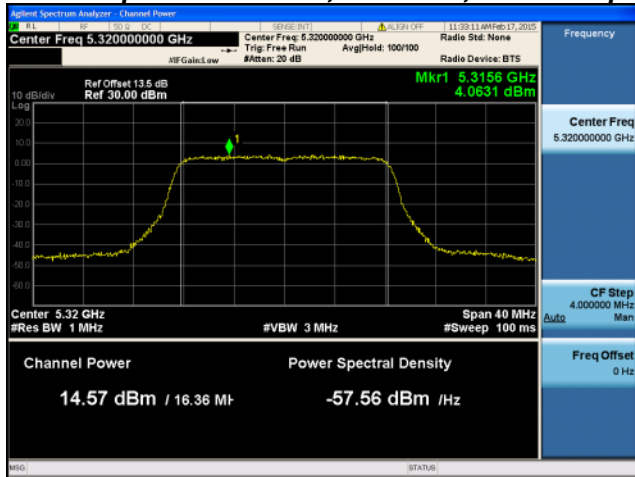 Agilent Spectrum Analyzer - Channel Power
RL RF 50 Ω DC SENSE:INT ALIGN OFF 11:33:11 AM Feb 17, 2015
Center Freq 5.320000000 GHz
Center Freq: 5.320000000 GHz
Radio Std: None
Trig: Free Run Avg|Hold: 100/100
#IFGain:Low #Atten: 20 dB Radio Device: BTS
Frequency
Mkr1 5.3156 GHz
4.0631 dBm
Ref Offset 13.5 dB
10 dB/div Ref 30.00 dBm
Log
20.0
10.0
0.00
-10.0
-20.0
-30.0
-40.0
-50.0
-60.0
1
Center 5.32 GHz Span 40 MHz
#Res BW 1 MHz #VBW 3 MHz #Sweep 100 ms
Channel Power Power Spectral Density
14.57 dBm / 16.36 MH -57.56 dBm /Hz
Center Freq
5.320000000 GHz
CF Step
4.000000 MHz
Auto Man
Freq Offset
0 Hz
MSG STATUS